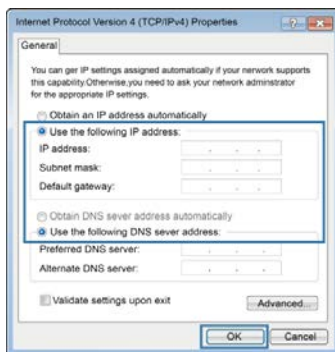 Internet Protocol Version 4 (TCP/IPv4) Properties
General
You can ger IP settings assigned automatically if your nerwork supports
this capability.Otherwise,you need to ask your network administrator
for the appropriate IP settings.
Obtain an IP address automatically
Use the following IP address:
IP address:
Subnet mask:
Default gateway:
Obtain DNS sever address automatically
Use the following DNS sever address:
Preferred DNS server:
Alternate DNS server:
Validate settings upon exit
Advanced...
OK
Cancel